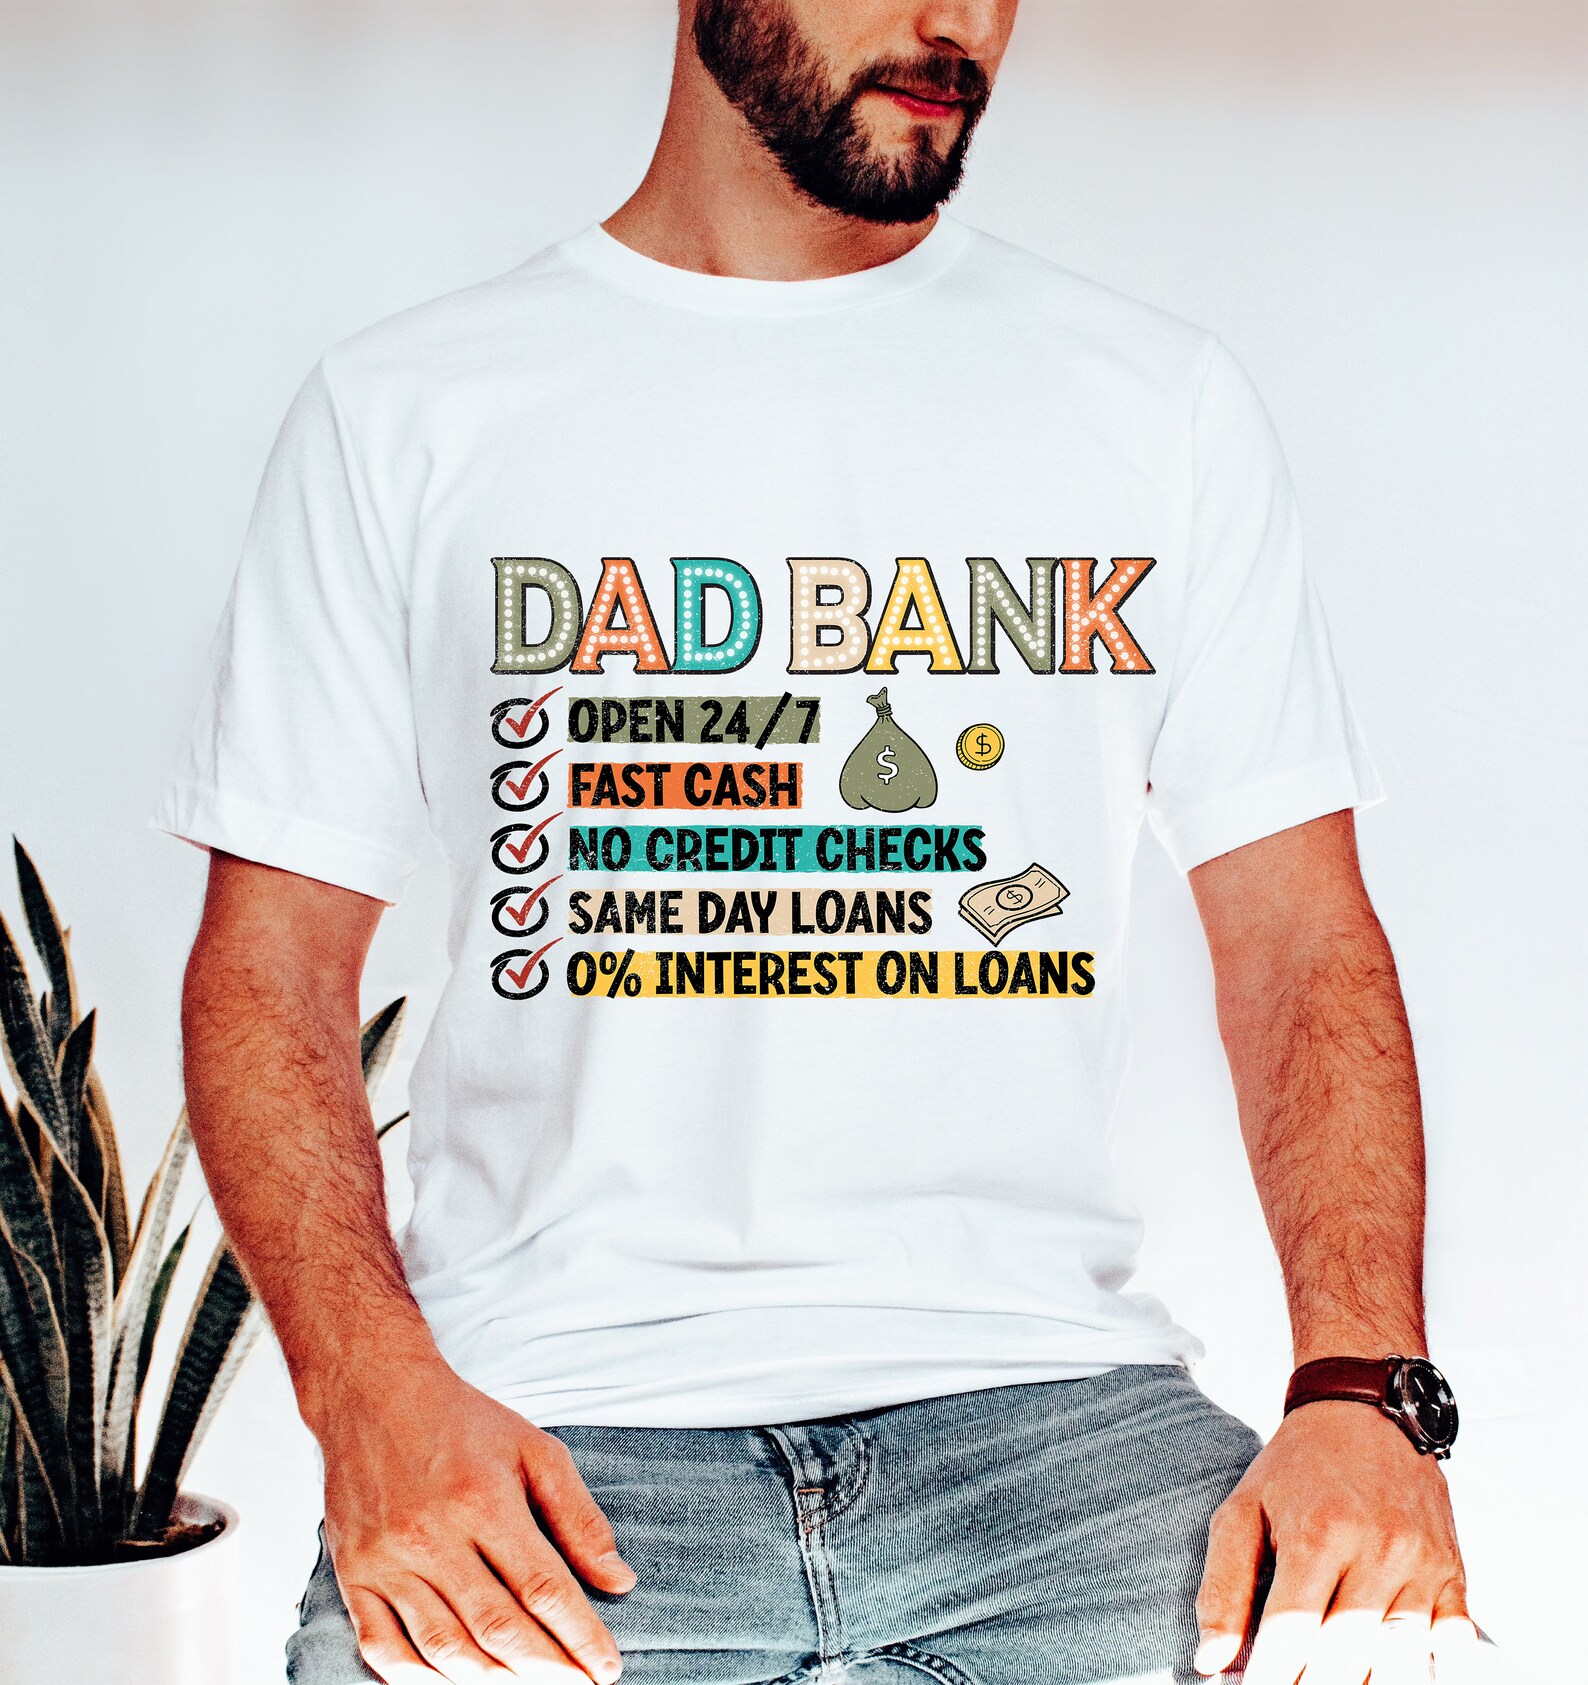 DAD BANK
OPEN 24/7
FAST CASH
NO CREDIT CHECKS
SAME DAY LOANS
0% INTEREST ON LOANS
$
$
$